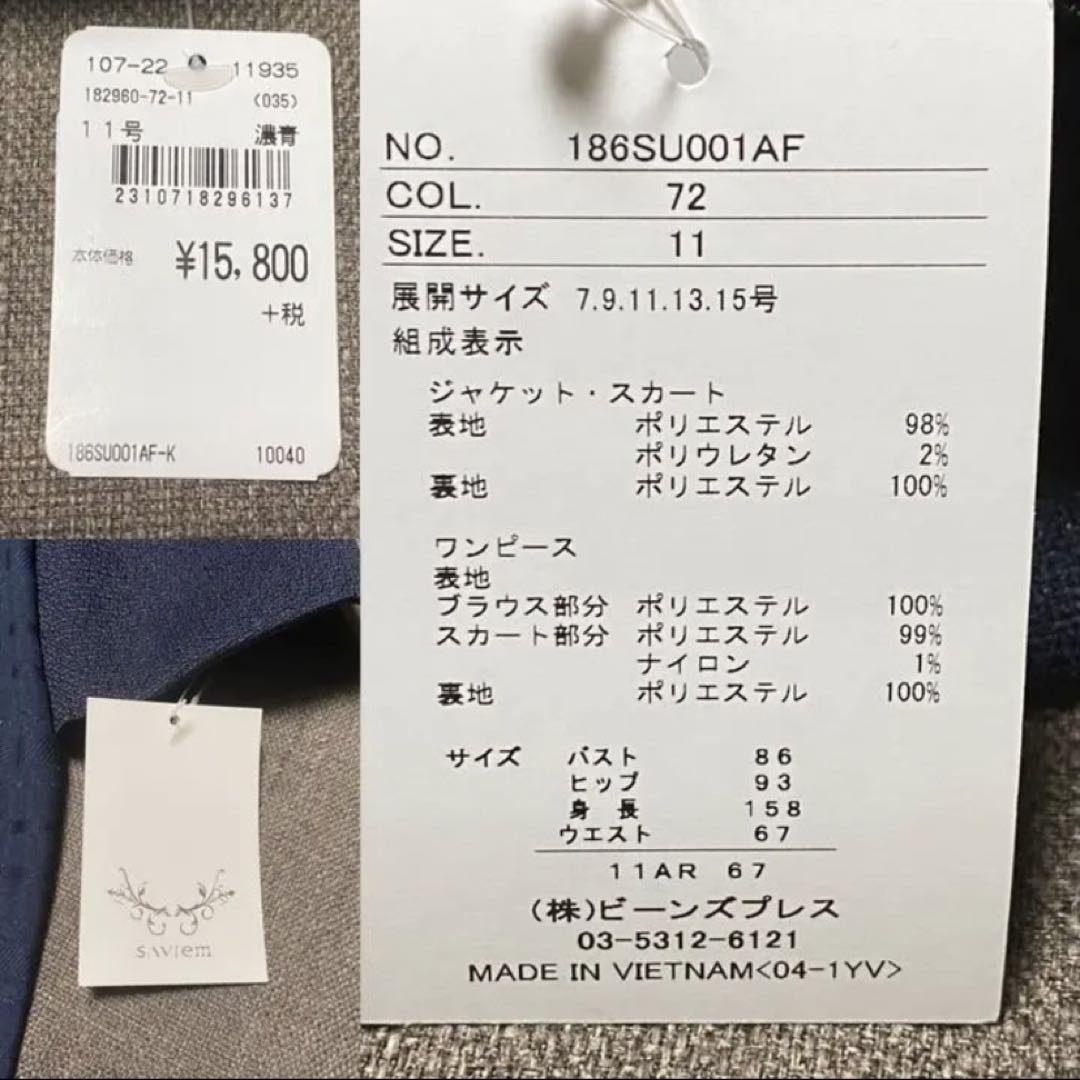 107-22 11935
182960-72-11 (035)
11号 濃青
2310718296137
本体価格 ¥15,800
+税
186SU001AF-K 10040
saviem
NO. 186SU001AF
COL. 72
SIZE. 11
展開サイズ 7.9.11.13.15号
組成表示
ジャケット・スカート
表地 ポリエステル 98%
ポリウレタン 2%
裏地 ポリエステル 100%
ワンピース
表地
ブラウス部分 ポリエステル 100%
スカート部分 ポリエステル 99%
ナイロン 1%
裏地 ポリエステル 100%
サイズ バスト 86
ヒップ 93
身長 158
ウエスト 67
11AR 67
(株)ビーンズプレス
03-5312-6121
MADE IN VIETNAM<04-1YV>